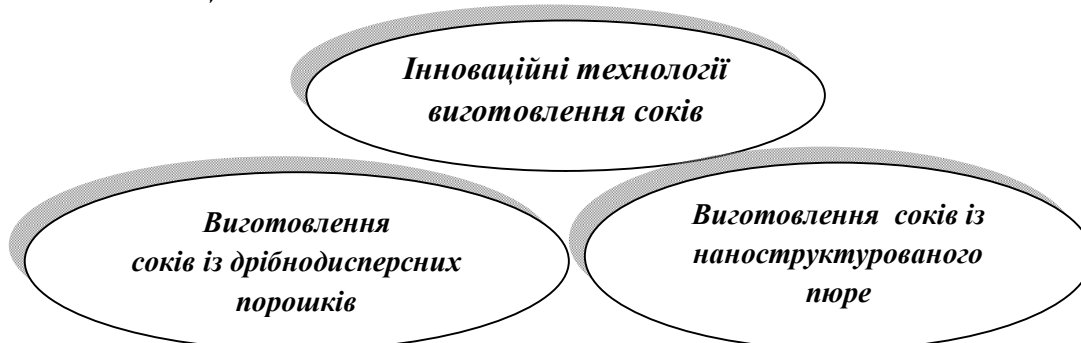 Інноваційні технології
виготовлення соків
Виготовлення
соків із дрібнодисперсних
порошків
Виготовлення соків із
наноструктурованого
пюре